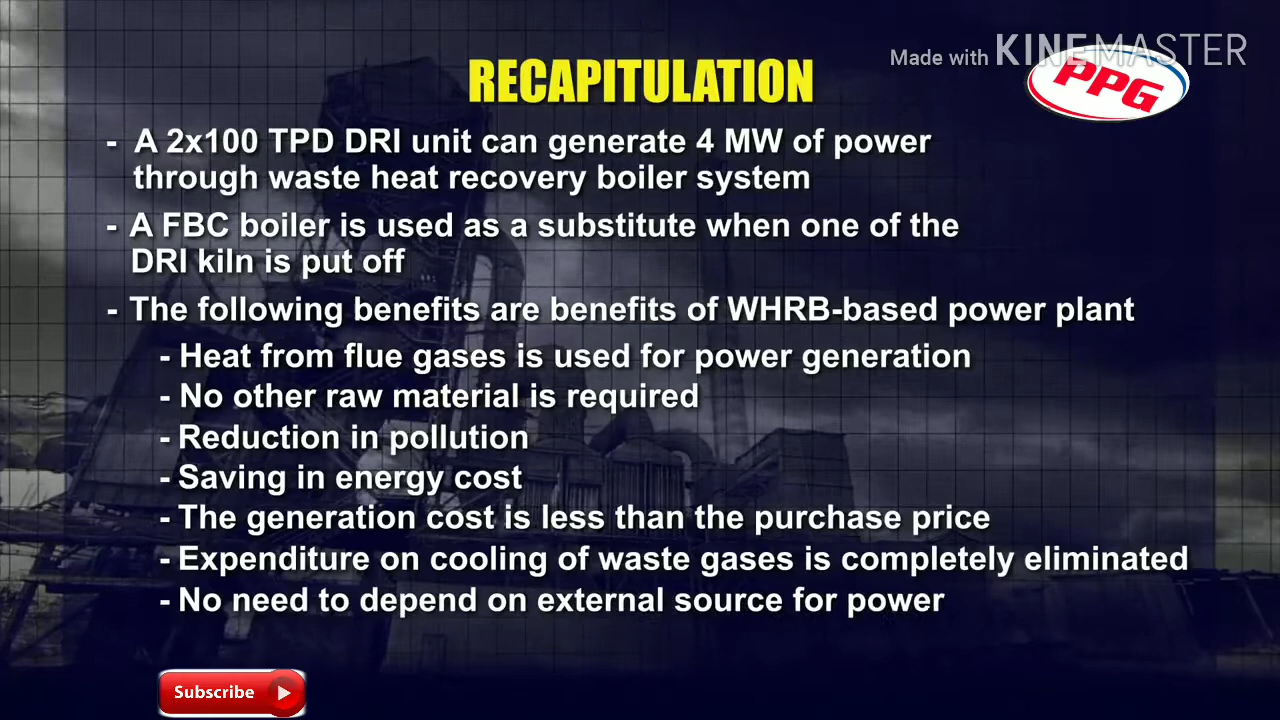 Made with KINEMASTER
PPG
RECAPITULATION
- A 2x100 TPD DRI unit can generate 4 MW of power
through waste heat recovery boiler system
- A FBC boiler is used as a substitute when one of the
DRI kiln is put off
- The following benefits are benefits of WHRB-based power plant
- Heat from flue gases is used for power generation
- No other raw material is required
- Reduction in pollution
- Saving in energy cost
- The generation cost is less than the purchase price
- Expenditure on cooling of waste gases is completely eliminated
- No need to depend on external source for power
Subscribe